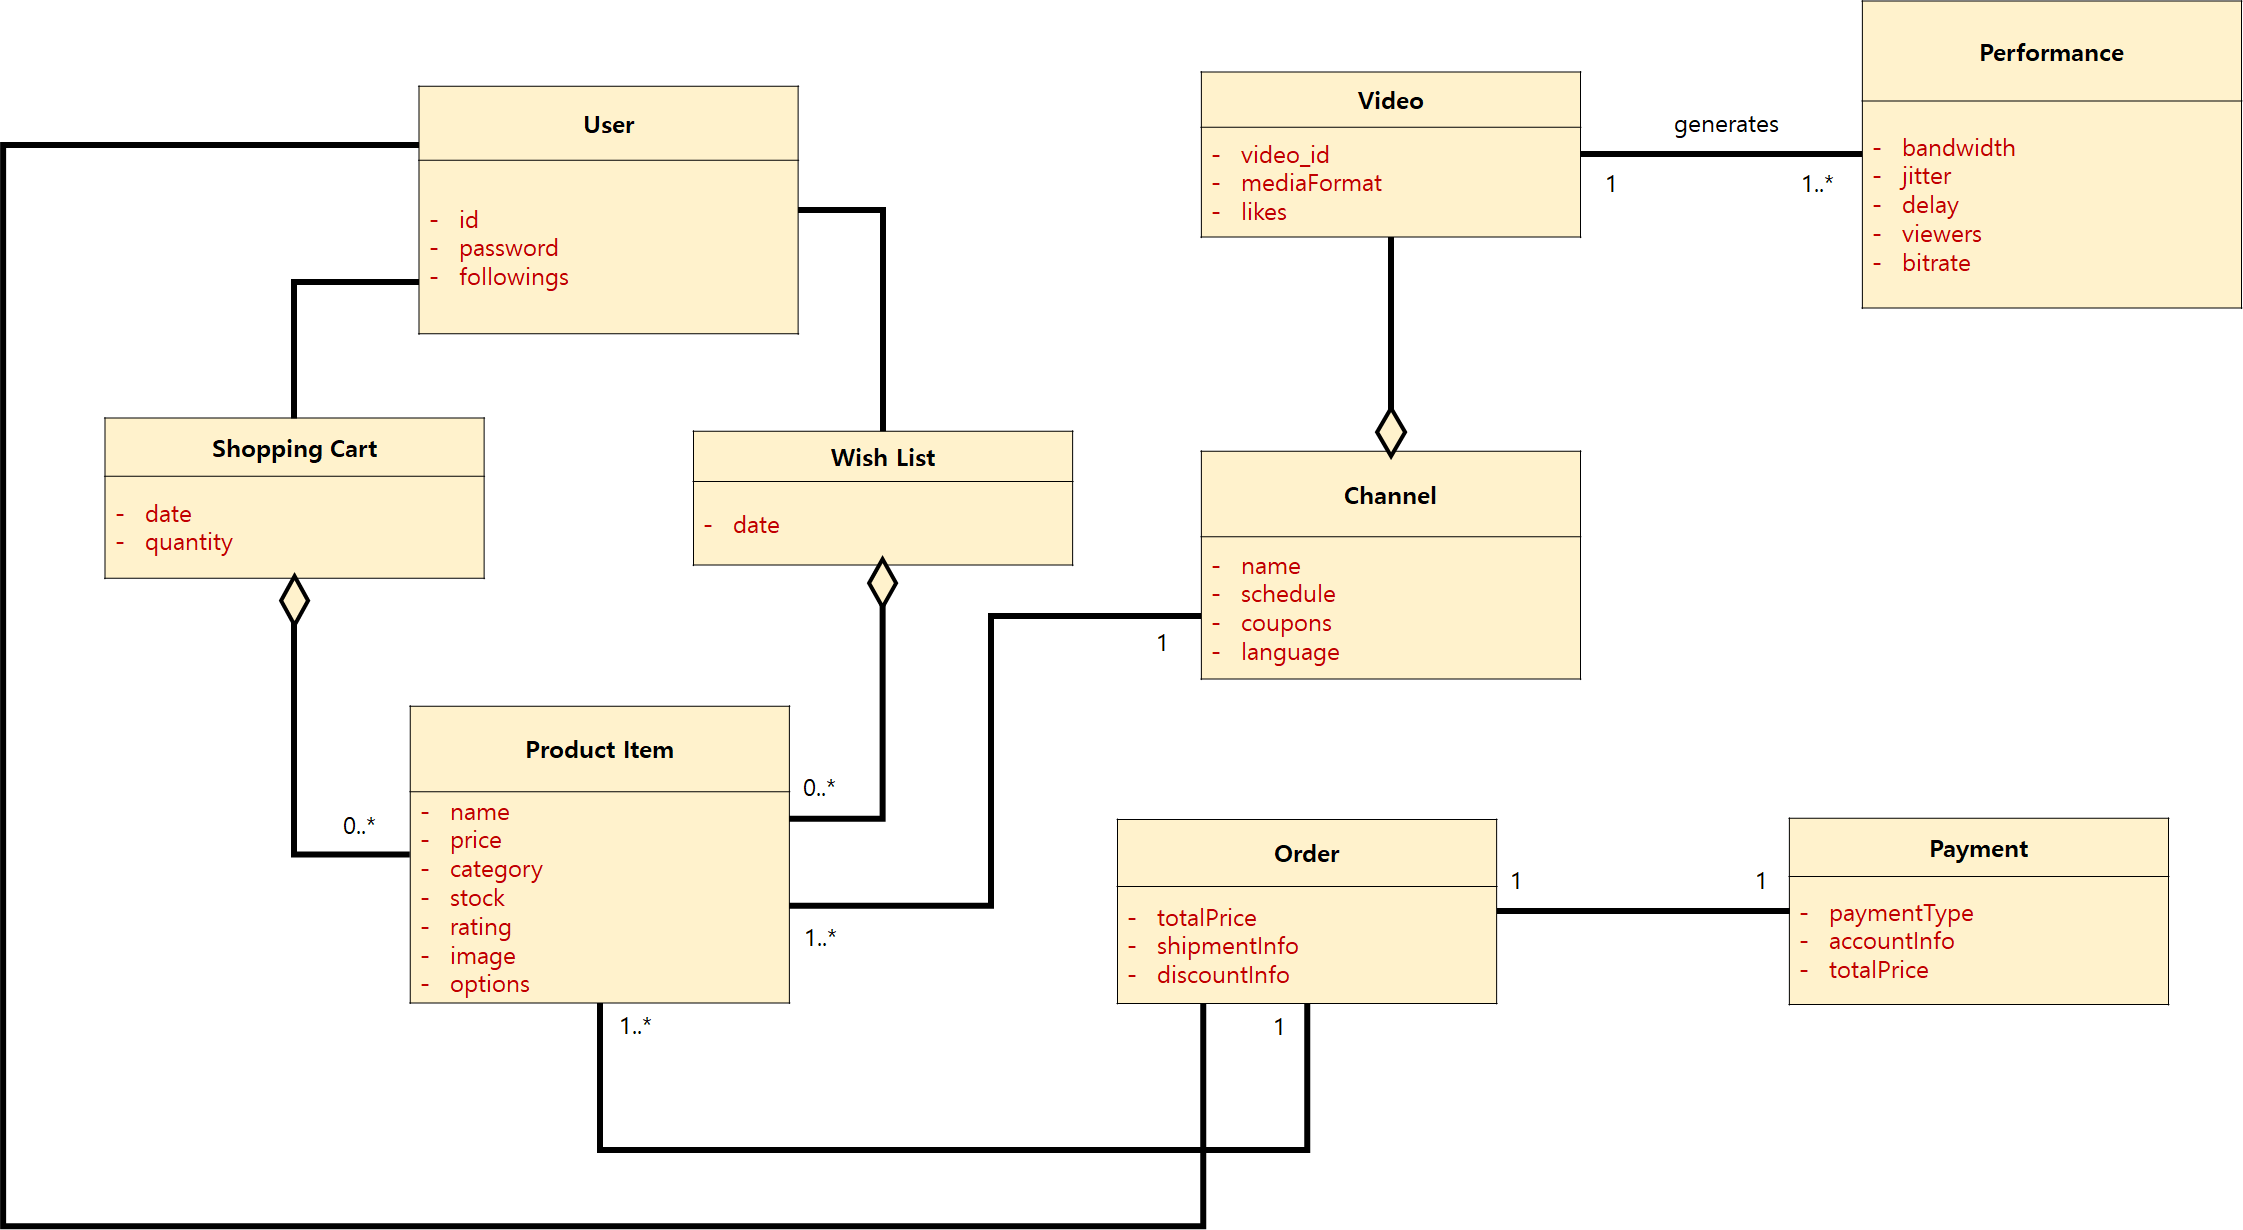 User
- id
- password
- followings
Shopping Cart
- date
- quantity
Wish List
- date
Product Item
- name
- price
- category
- stock
- rating
- image
- options
0..*
0..*
1..*
1..*
Video
- video_id
- mediaFormat
- likes
generates
1
1..*
Performance
- bandwidth
- jitter
- delay
- viewers
- bitrate
Channel
- name
- schedule
- coupons
- language
1
Order
- totalPrice
- shipmentInfo
- discountInfo
1
1
1
Payment
- paymentType
- accountInfo
- totalPrice